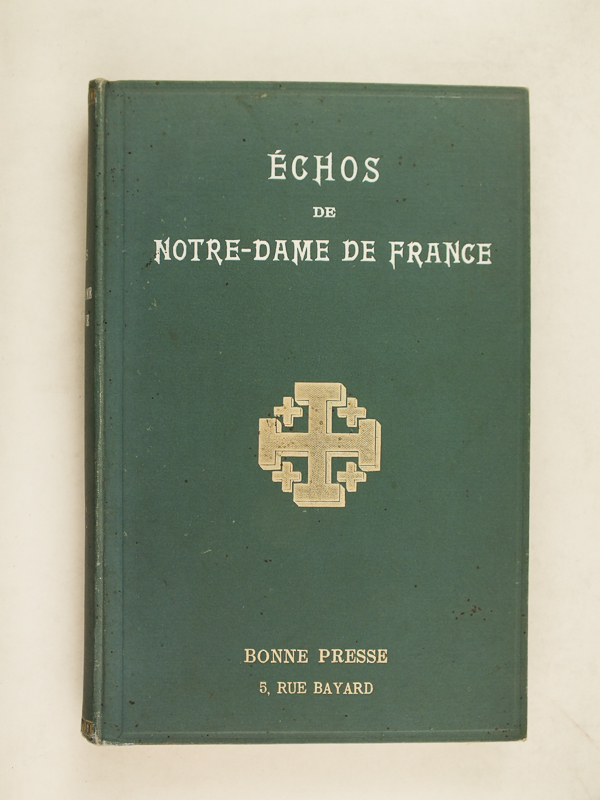 ÉCHOS
DE
NOTRE-DAME DE FRANCE
BONNE PRESSE
5, RUE BAYARD